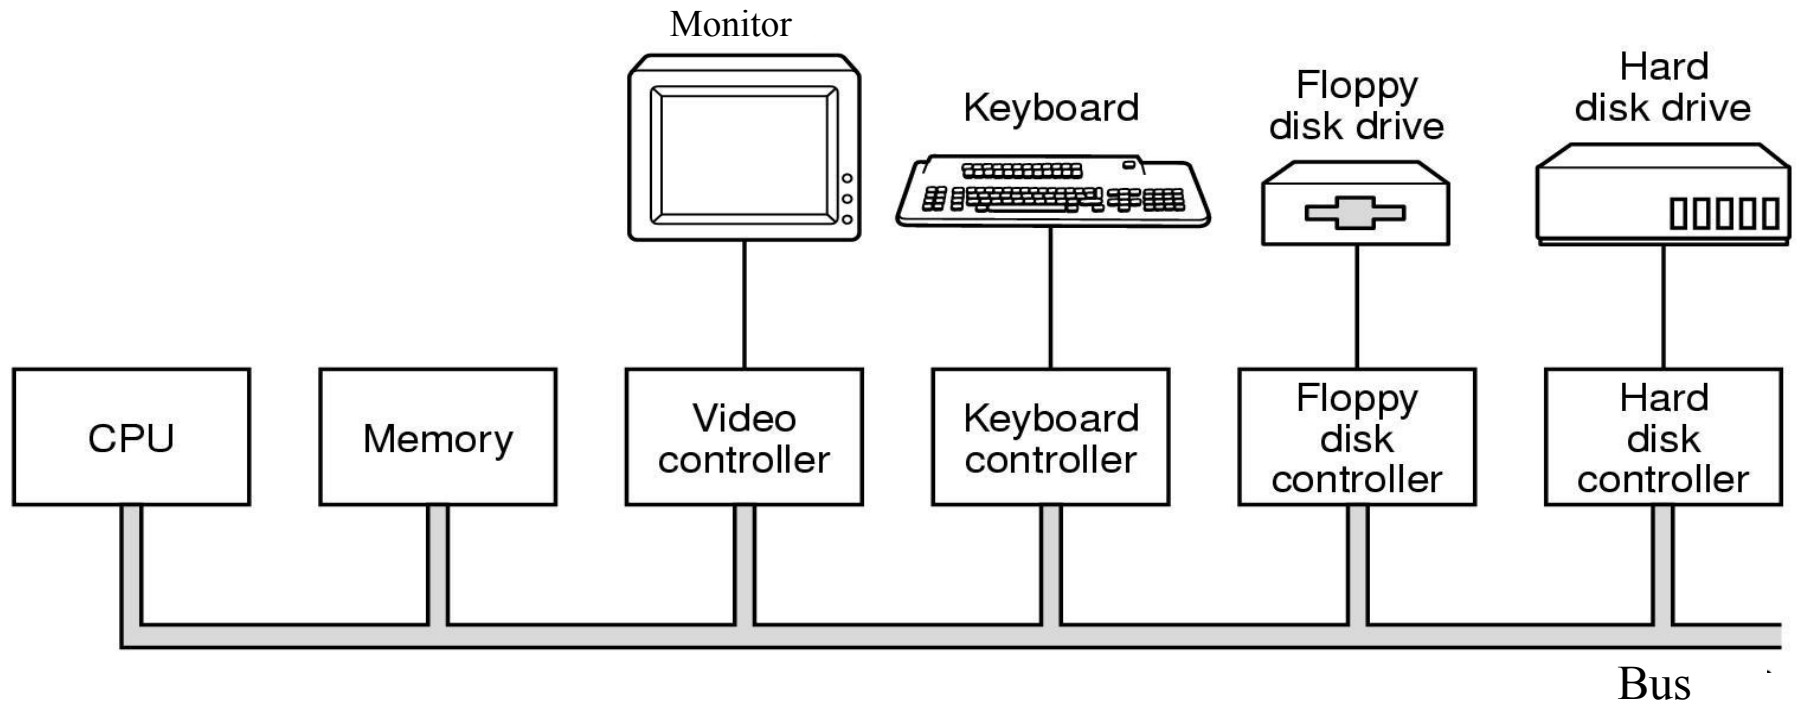 Monitor
Keyboard
Floppy
disk drive
Hard
disk drive
CPU
Memory
Video
controller
Keyboard
controller
Floppy
disk
controller
Hard
disk
controller
Bus